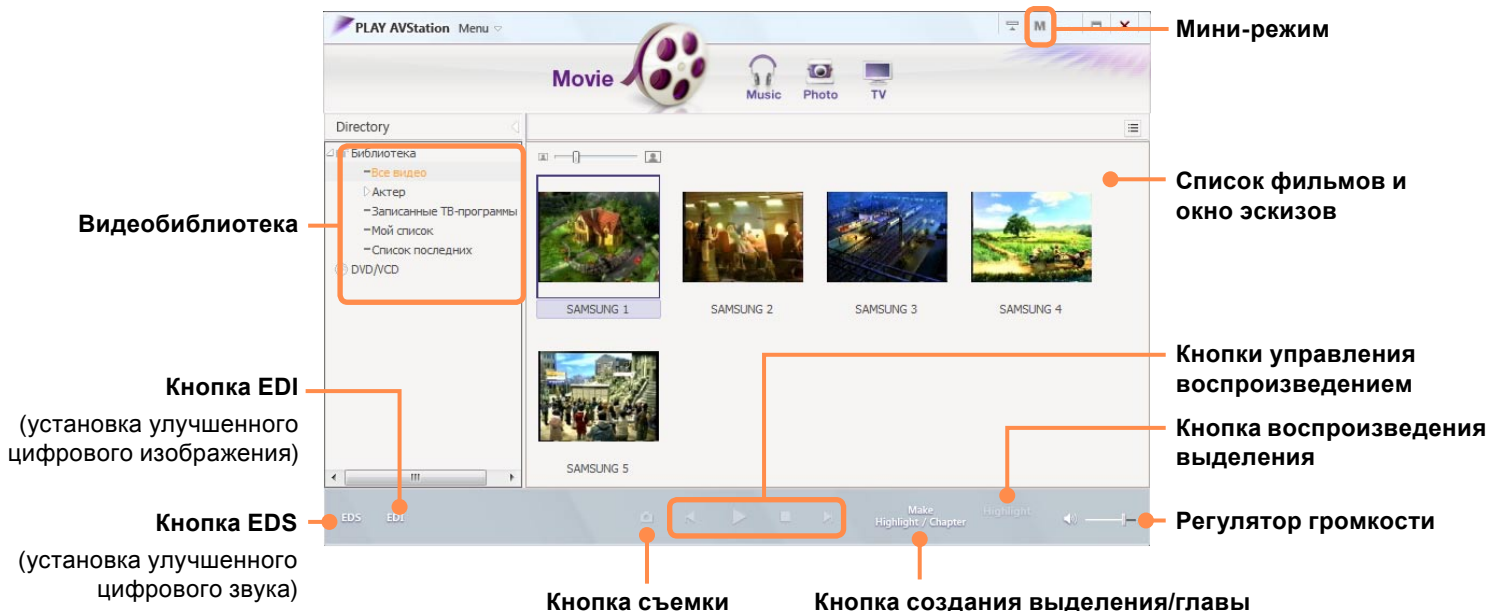 PLAY AVStation Menu
M
Мини-режим
Movie
Music
Photo
TV
Directory
Библиотека
Все видео
Актер
Записанные ТВ-программы
Мой список
Список последних
DVD/VCD
Видеобиблиотека
SAMSUNG 1
SAMSUNG 2
SAMSUNG 3
SAMSUNG 4
SAMSUNG 5
Список фильмов и
окно эскизов
Кнопки управления
воспроизведением
Кнопка воспроизведения
выделения
Регулятор громкости
Кнопка EDI
(установка улучшенного
цифрового изображения)
Кнопка EDS
(установка улучшенного
цифрового звука)
EDS
EDI
Make
Highlight / Chapter
Highlight
Кнопка съемки
Кнопка создания выделения/главы